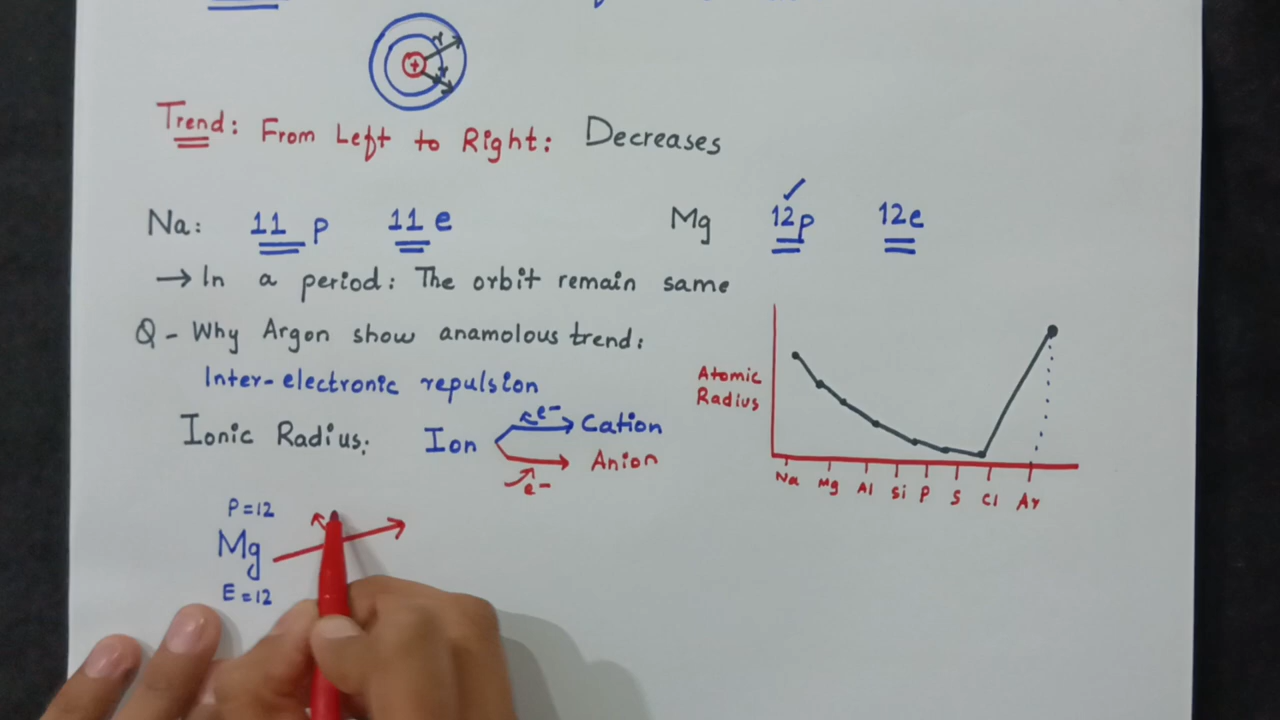 Trend: From Left to Right: Decreases
Na: 11 p 11 e Mg 12p 12e
→ In a period: The orbit remain same
Q - Why Argon show anamolous trend:
Inter-electronic repulsion
Ionic Radius: Ion e- Cation
e- Anion
Atomic
Radius
Na Mg Al Si P S Cl Ar
P=12
Mg
E=12
+
r